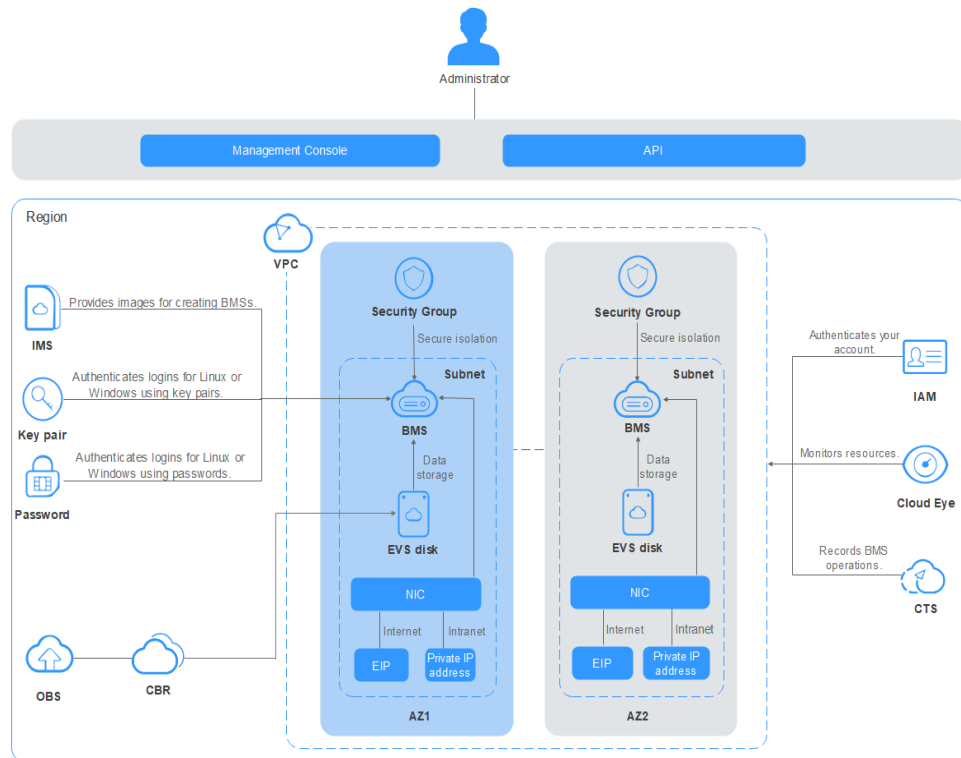 Administrator
Management Console
API
Region
VPC
Security Group
Secure isolation
Subnet
BMS
Data
storage
EVS disk
NIC
Internet
Intranet
EIP
Private IP
address
AZ1
Security Group
Secure isolation
Subnet
BMS
Data
storage
EVS disk
NIC
Internet
Intranet
EIP
Private IP
address
AZ2
Provides images for creating BMSs.
IMS
Authenticates logins for Linux or
Windows using key pairs.
Key pair
Authenticates logins for Linux or
Windows using passwords.
Password
OBS
CBR
Authenticates your
account.
IAM
Monitors resources.
Cloud Eye
Records BMS
operations.
CTS